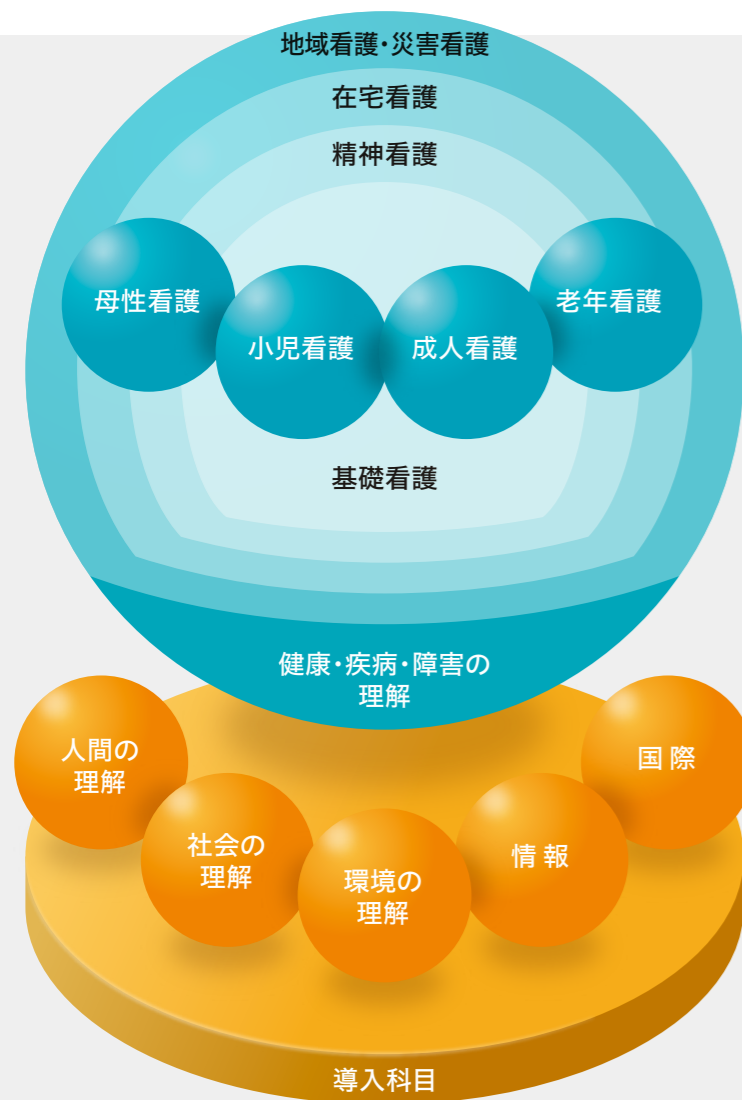 地域看護・災害看護
在宅看護
精神看護
母性看護
小児看護
成人看護
老年看護
基礎看護
健康・疾病・障害の
理解
人間の
理解
社会の
理解
環境の
理解
情報
国際
導入科目